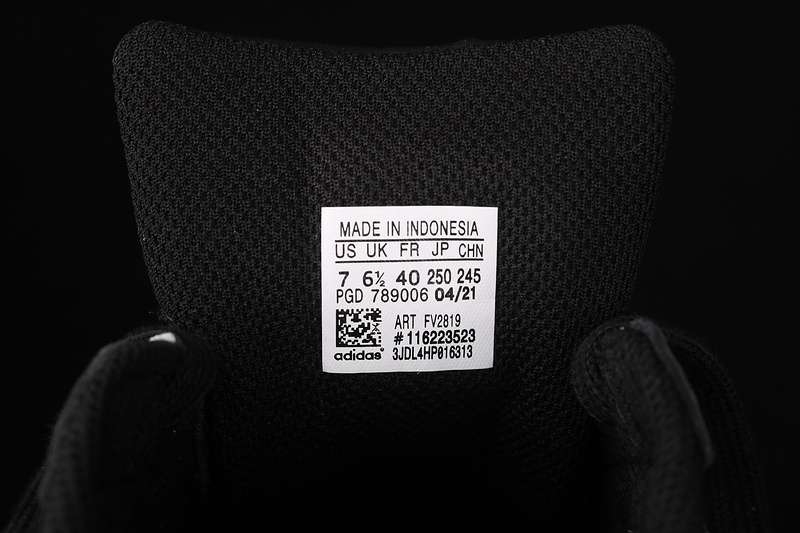 MADE IN INDONESIA
US UK FR JP CHN
7 6½ 40 250 245
PGD 789006 04/21
ART FV2819
#116223523
adidas® 3JDL4HP016313